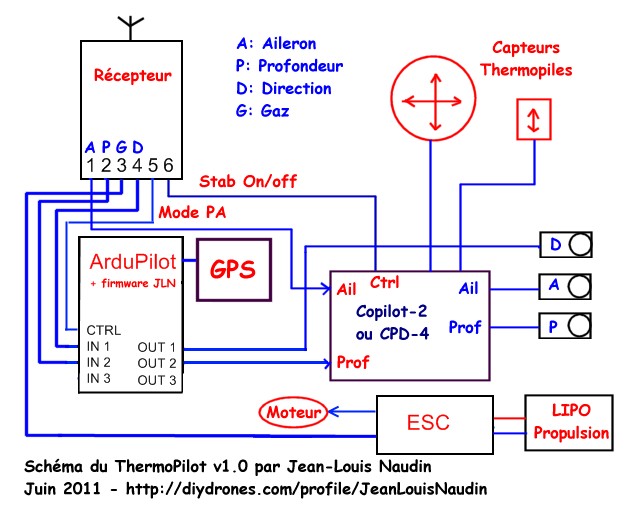 A: Aileron
P: Profondeur
D: Direction
G: Gaz
Capteurs
Thermopiles
Récepteur
A P G D
1 2 3 4 5 6
Stab On/off
Mode PA
ArduPilot
+ firmware JLN
GPS
CTRL
IN 1
IN 2
IN 3
OUT 1
OUT 2
OUT 3
Ail
Ctrl
Ail
Copilot-2
ou CPD-4
Prof
Prof
D
A
P
Moteur
ESC
LIPO
Propulsion
Schéma du ThermoPilot v1.0 par Jean-Louis Naudin
Juin 2011 - http://diydrones.com/profile/JeanLouisNaudin